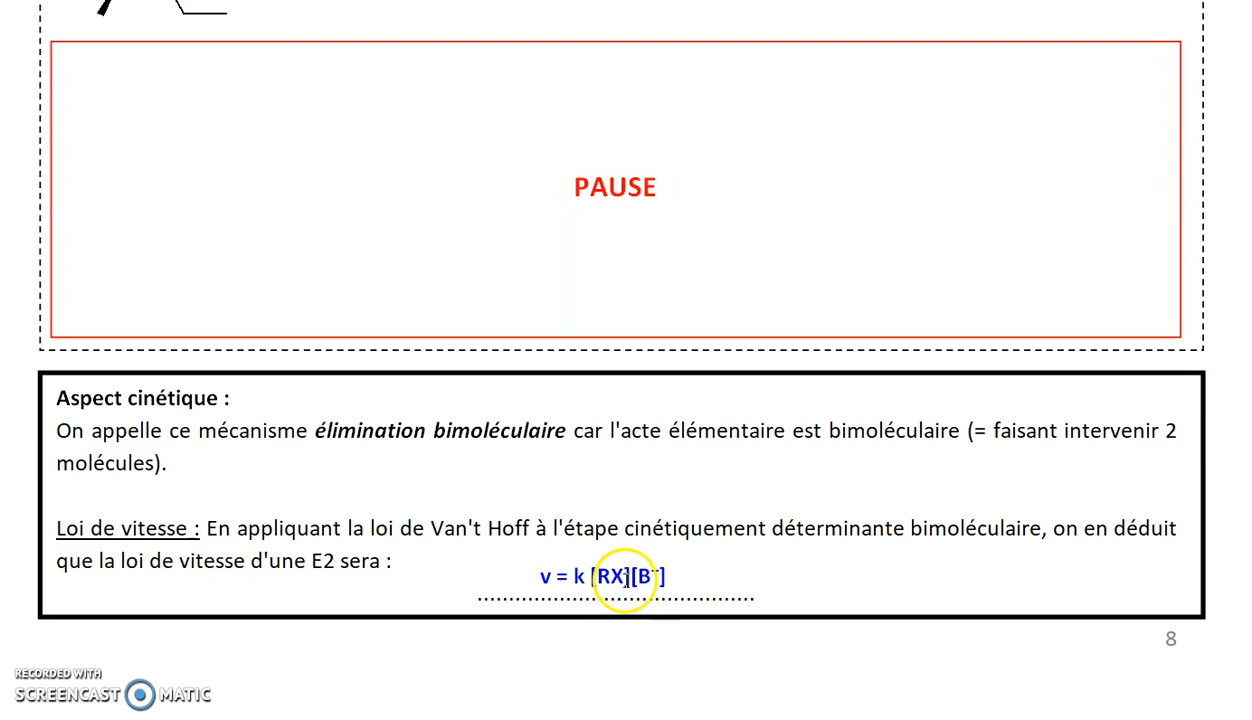 PAUSE
Aspect cinétique :
On appelle ce mécanisme élimination bimoléculaire car l'acte élémentaire est bimoléculaire (= faisant intervenir 2
molécules).
Loi de vitesse : En appliquant la loi de Van't Hoff à l'étape cinétiquement déterminante bimoléculaire, on en déduit
que la loi de vitesse d'une E2 sera :
v = k [RX][B⁻]
............................................
8
RECORDED WITH
SCREENCAST MATIC